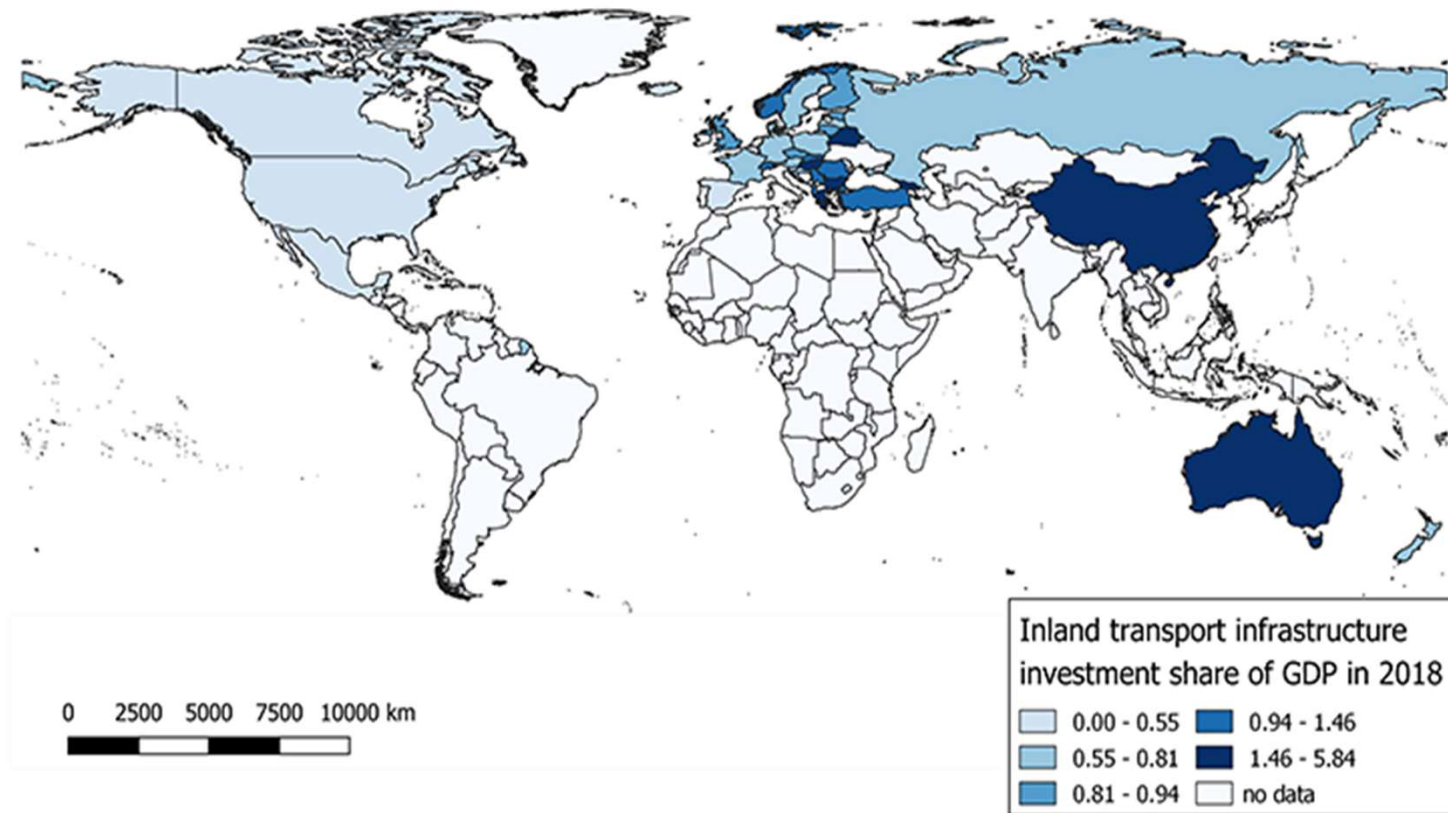 0 2500 5000 7500 10000 km
Inland transport infrastructure
investment share of GDP in 2018
0.00 - 0.55 0.94 - 1.46
0.55 - 0.81 1.46 - 5.84
0.81 - 0.94 no data